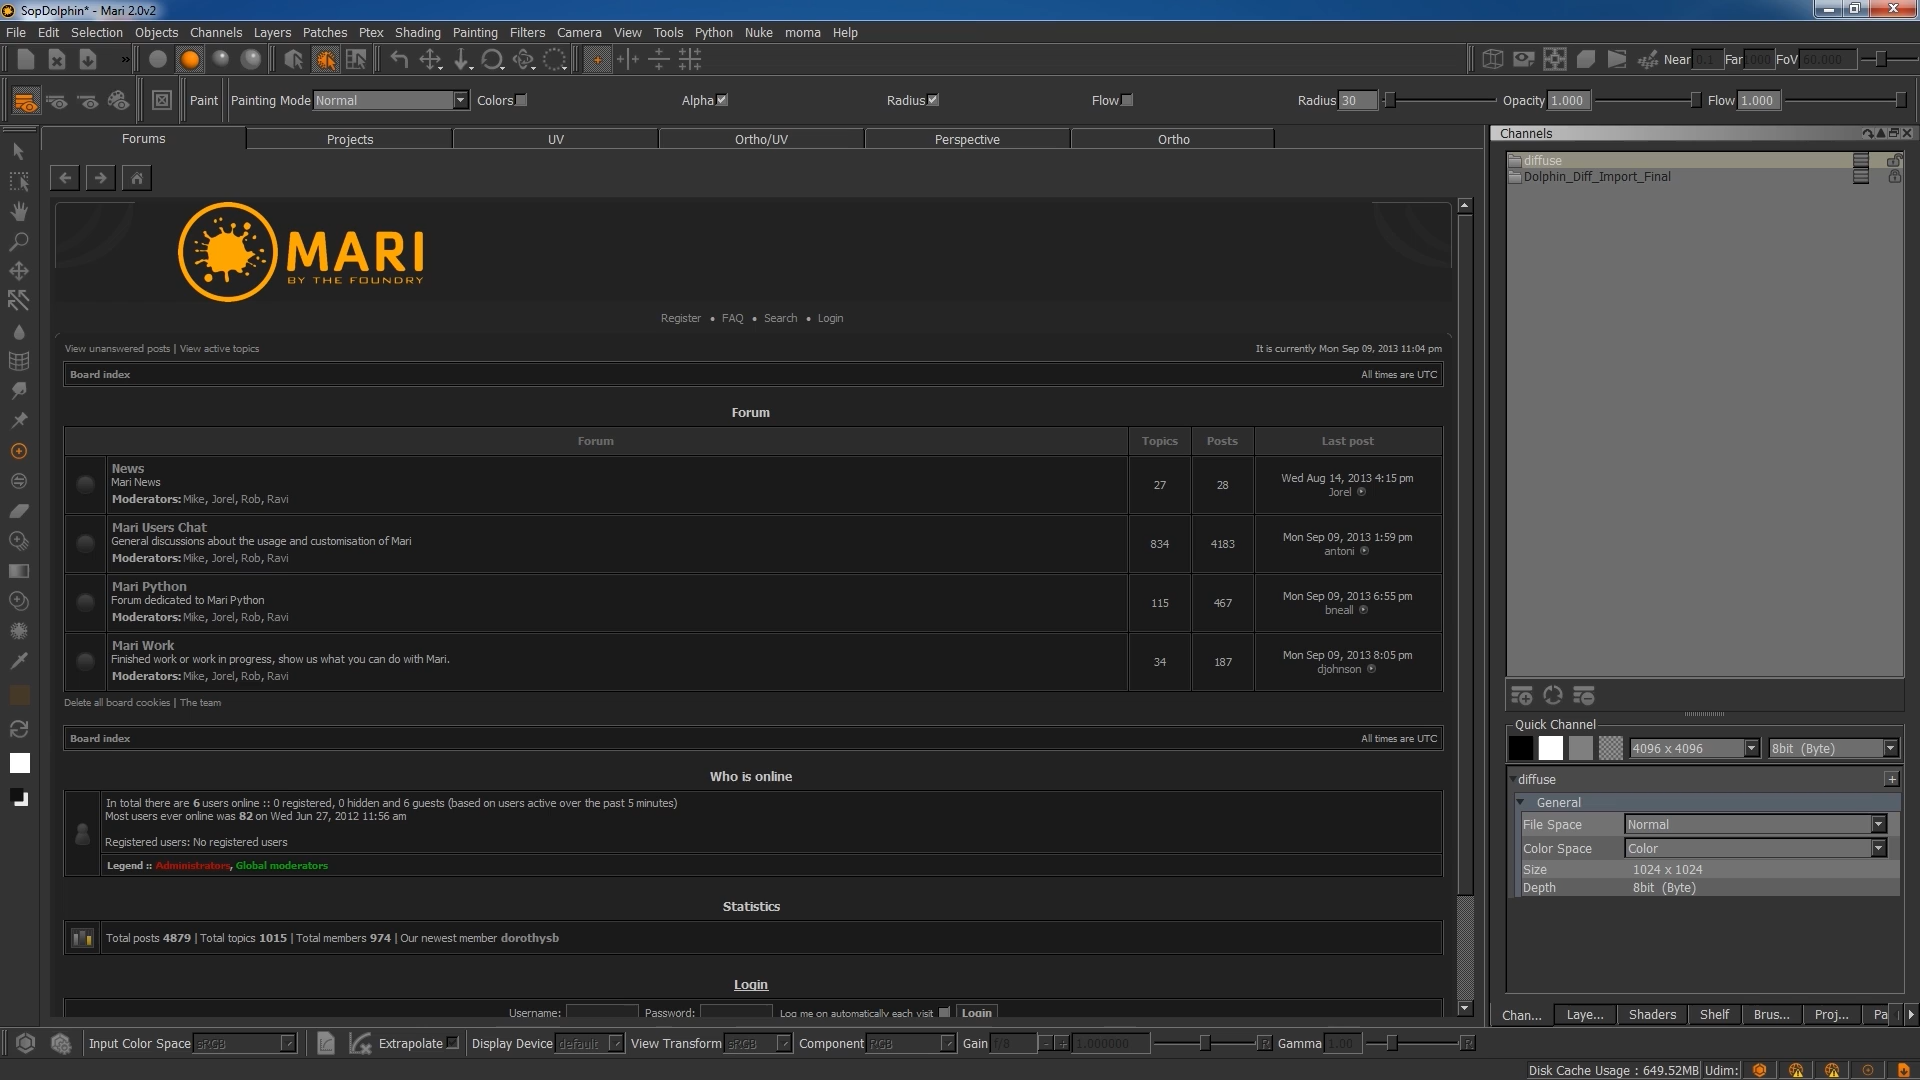 SopDolphin* - Mari 2.0v2
File Edit Selection Objects Channels Layers Patches Ptex Shading Painting Filters Camera View Tools Python Nuke moma Help
Near 0.1 Far FoV 60.000
Paint Painting Mode Normal Colors Alpha Radius Flow Radius 30 Opacity 1.000 Flow 1.000
Forums Projects UV Ortho/UV Perspective Ortho
MARI
BY THE FOUNDRY
Register • FAQ • Search • Login
View unanswered posts | View active topics
It is currently Mon Sep 09, 2013 11:04 pm
Board index
All times are UTC
Forum
Forum Topics Posts Last post
News
Mari News
Moderators: Mike, Jorel, Rob, Ravi
27 28
Wed Aug 14, 2013 4:15 pm
Jorel
Mari Users Chat
General discussions about the usage and customisation of Mari
Moderators: Mike, Jorel, Rob, Ravi
834 4183
Mon Sep 09, 2013 1:59 pm
antoni
Mari Python
Forum dedicated to Mari Python
Moderators: Mike, Jorel, Rob, Ravi
115 467
Mon Sep 09, 2013 6:55 pm
bneall
Mari Work
Finished work or work in progress, show us what you can do with Mari.
Moderators: Mike, Jorel, Rob, Ravi
34 187
Mon Sep 09, 2013 8:05 pm
djohnson
Delete all board cookies | The team
Board index
All times are UTC
Who is online
In total there are 6 users online :: 0 registered, 0 hidden and 6 guests (based on users active over the past 5 minutes)
Most users ever online was 82 on Wed Jun 27, 2012 11:56 am
Registered users: No registered users
Legend :: Administrators, Global moderators
Statistics
Total posts 4879 | Total topics 1015 | Total members 974 | Our newest member dorothysb
Login
Username: Password: Log me on automatically each visit Login
Channels
diffuse
Dolphin_Diff_Import_Final
Quick Channel
4096 x 4096 8bit (Byte)
diffuse
General
File Space Normal
Color Space Color
Size 1024 x 1024
Depth 8bit (Byte)
Chan... Laye... Shaders Shelf Brus... Proj... Pa
Input Color Space sRGB Extrapolate Display Device default View Transform sRGB Component RGB Gain f/8 - + 1.000000 R Gamma 1.00 R
Disk Cache Usage : 649.52MB Udim: